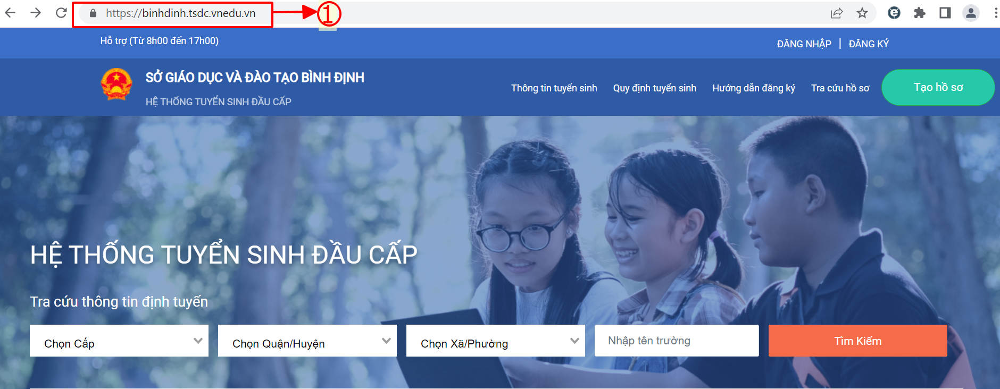 https://binhdinh.tsdc.vnedu.vn 1
Hỗ trợ (Từ 8h00 đến 17h00)
ĐĂNG NHẬP | ĐĂNG KÝ
SỞ GIÁO DỤC VÀ ĐÀO TẠO BÌNH ĐỊNH
HỆ THỐNG TUYỂN SINH ĐẦU CẤP
Thông tin tuyển sinh Quy định tuyển sinh Hướng dẫn đăng ký Tra cứu hồ sơ Tạo hồ sơ
HỆ THỐNG TUYỂN SINH ĐẦU CẤP
Tra cứu thông tin định tuyến
Chọn Cấp Chọn Quận/Huyện Chọn Xã/Phường Nhập tên trường Tìm Kiếm